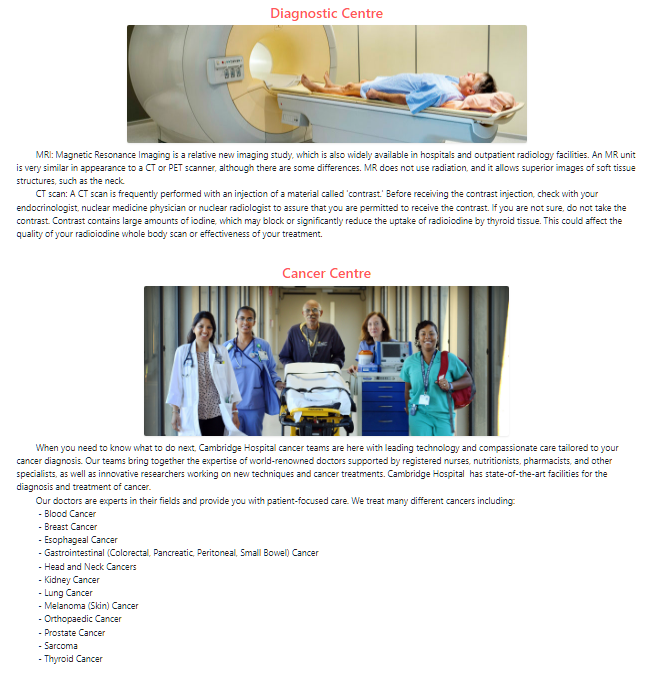 Diagnostic Centre
MRI: Magnetic Resonance Imaging is a relative new imaging study, which is also widely available in hospitals and outpatient radiology facilities. An MR unit
is very similar in appearance to a CT or PET scanner, although there are some differences. MR does not use radiation, and it allows superior images of soft tissue
structures, such as the neck.
CT scan: A CT scan is frequently performed with an injection of a material called 'contrast.' Before receiving the contrast injection, check with your
endocrinologist, nuclear medicine physician or nuclear radiologist to assure that you are permitted to receive the contrast. If you are not sure, do not take the
contrast. Contrast contains large amounts of iodine, which may block or significantly reduce the uptake of radioiodine by thyroid tissue. This could affect the
quality of your radioiodine whole body scan or effectiveness of your treatment.
Cancer Centre
When you need to know what to do next, Cambridge Hospital cancer teams are here with leading technology and compassionate care tailored to your
cancer diagnosis. Our teams bring together the expertise of world-renowned doctors supported by registered nurses, nutritionists, pharmacists, and other
specialists, as well as innovative researchers working on new techniques and cancer treatments. Cambridge Hospital has state-of-the-art facilities for the
diagnosis and treatment of cancer.
Our doctors are experts in their fields and provide you with patient-focused care. We treat many different cancers including:
- Blood Cancer
- Breast Cancer
- Esophageal Cancer
- Gastrointestinal (Colorectal, Pancreatic, Peritoneal, Small Bowel) Cancer
- Head and Neck Cancers
- Kidney Cancer
- Lung Cancer
- Melanoma (Skin) Cancer
- Orthopaedic Cancer
- Prostate Cancer
- Sarcoma
- Thyroid Cancer